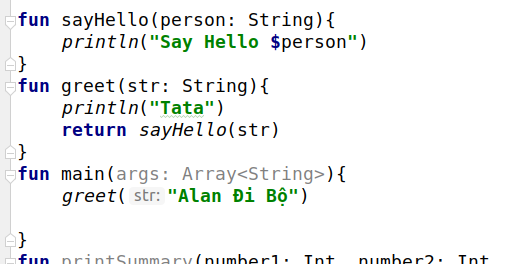 fun sayHello(person: String){
    println("Say Hello $person")
}
fun greet(str: String){
    println("Tata")
    return sayHello(str)
}
fun main(args: Array<String>){
    greet( str: "Alan Đi Bộ")
}
fun printSummary(number1: Int, number2: Int